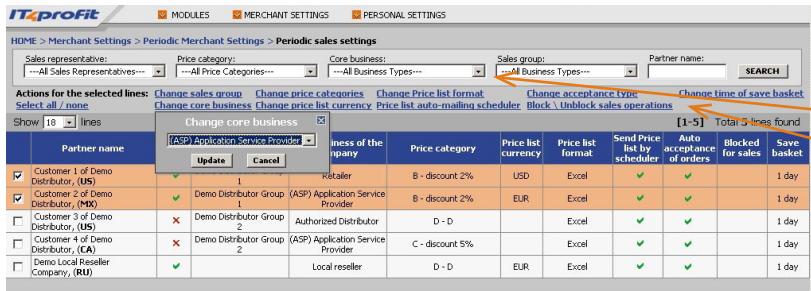 IT4profit
MODULES MERCHANT SETTINGS PERSONAL SETTINGS
HOME > Merchant Settings > Periodic Merchant Settings > Periodic sales settings
Sales representative: Price category: Core business: Sales group: Partner name:
---All Sales Representatives--- ---All Price Categories--- ---All Business Types--- ---All Business Types--- SEARCH
Actions for the selected lines: Change sales group Change price categories Change Price list format Change acceptance type Change time of save basket
Select all / none Change core business Change price list currency Price list auto-mailing scheduler Block \ Unblock sales operations
Show 18 lines [1-5] Total 5 lines found
Change core business
(ASP) Application Service Provider
Update Cancel
Partner name iness of the mpany Price category Price list currency Price list format Send Price list by scheduler Auto acceptance of orders Blocked for sales Save basket
Customer 1 of Demo Distributor, (US) 1 Retailer B - discount 2% USD Excel 1 day
Customer 2 of Demo Distributor, (MX) Demo Distributor Group 1 (ASP) Application Service Provider B - discount 2% EUR Excel 1 day
Customer 3 of Demo Distributor, (US) Demo Distributor Group 2 Authorized Distributor D - D Excel 1 day
Customer 4 of Demo Distributor, (CA) Demo Distributor Group 2 (ASP) Application Service Provider C - discount 5% Excel 1 day
Demo Local Reseller Company, (RU) Local reseller D - D EUR Excel 1 day